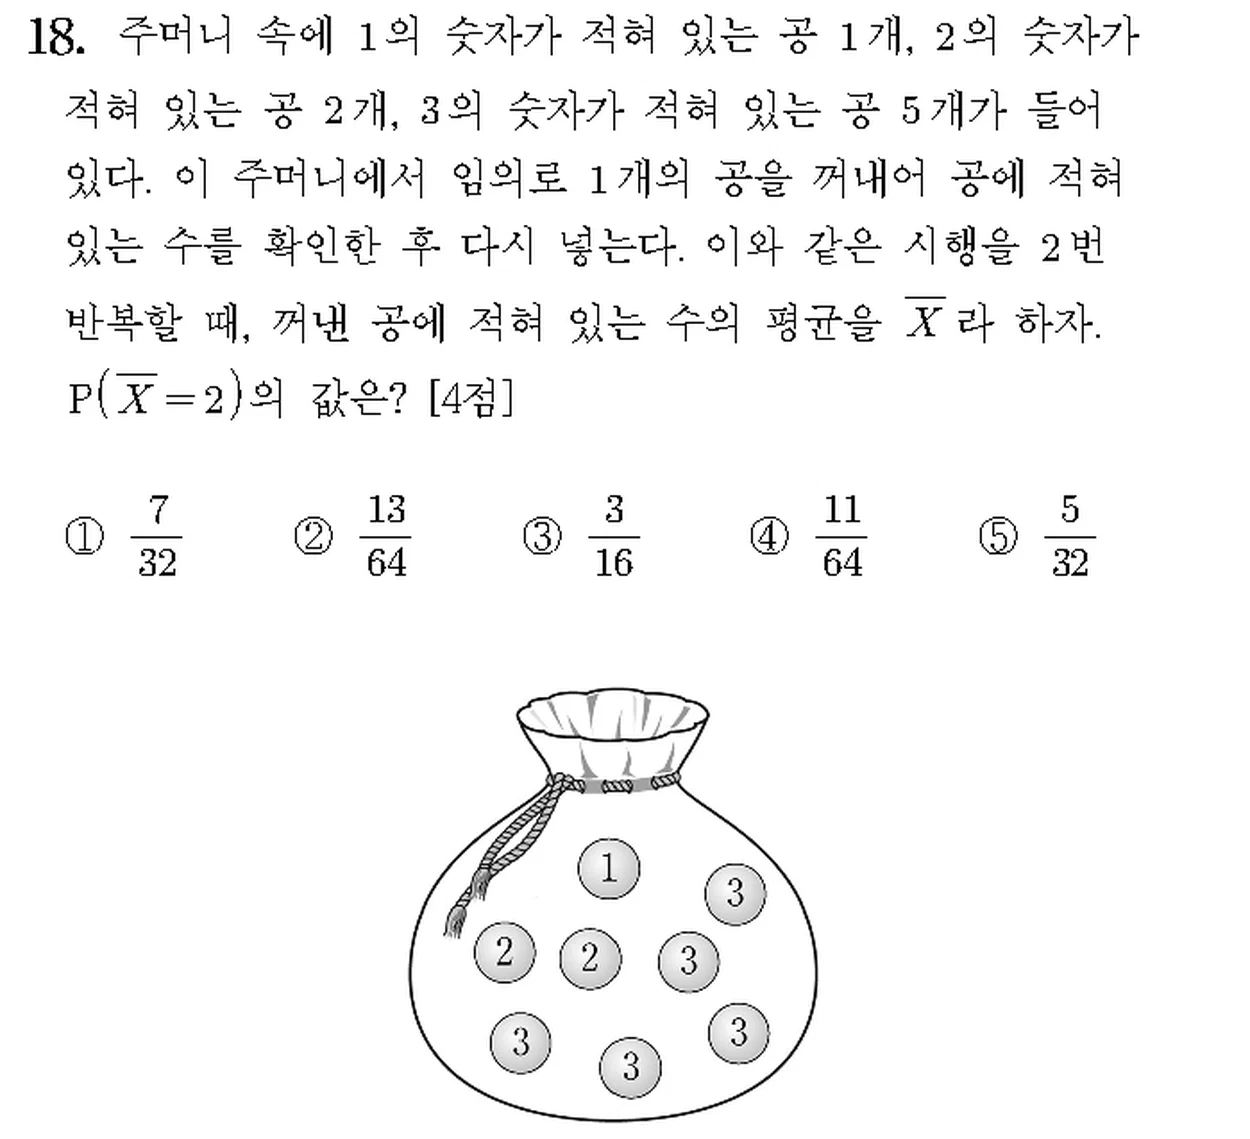 18. 주머니 속에 1의 숫자가 적혀 있는 공 1개, 2의 숫자가
적혀 있는 공 2개, 3의 숫자가 적혀 있는 공 5개가 들어
있다. 이 주머니에서 임의로 1개의 공을 꺼내어 공에 적혀
있는 수를 확인한 후 다시 넣는다. 이와 같은 시행을 2번
반복할 때, 꺼낸 공에 적혀 있는 수의 평균을 X̅라 하자.
P(X̅=2)의 값은? [4점]
① 7/32 ② 13/64 ③ 3/16 ④ 11/64 ⑤ 5/32
1
3
2 2 3
3 3 3